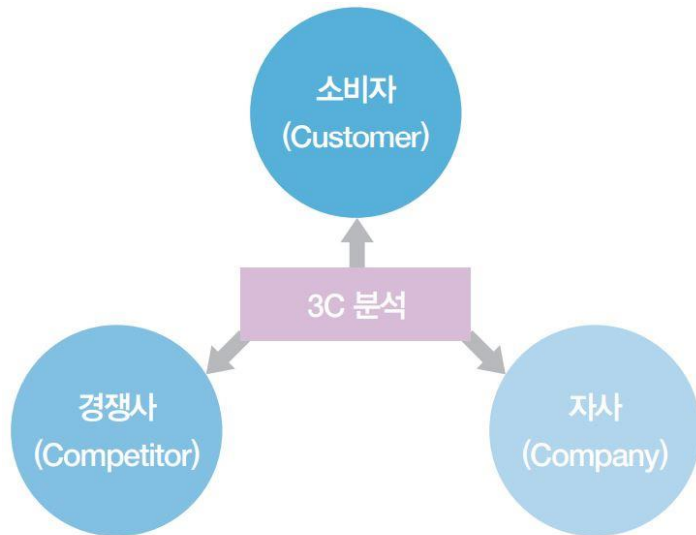 소비자
(Customer)
3C 분석
경쟁사
(Competitor)
자사
(Company)